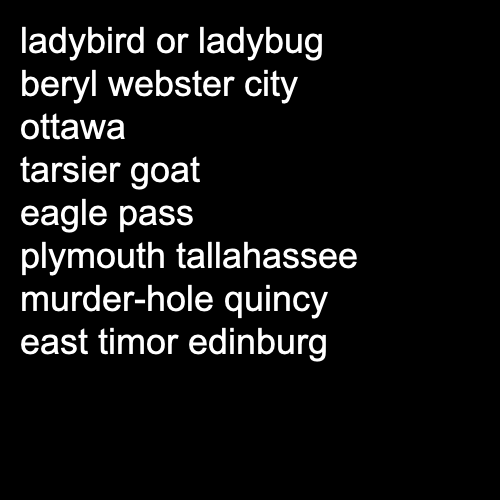 ladybird or ladybug
beryl webster city
ottawa
tarsier goat
eagle pass
plymouth tallahassee
murder-hole quincy
east timor edinburg